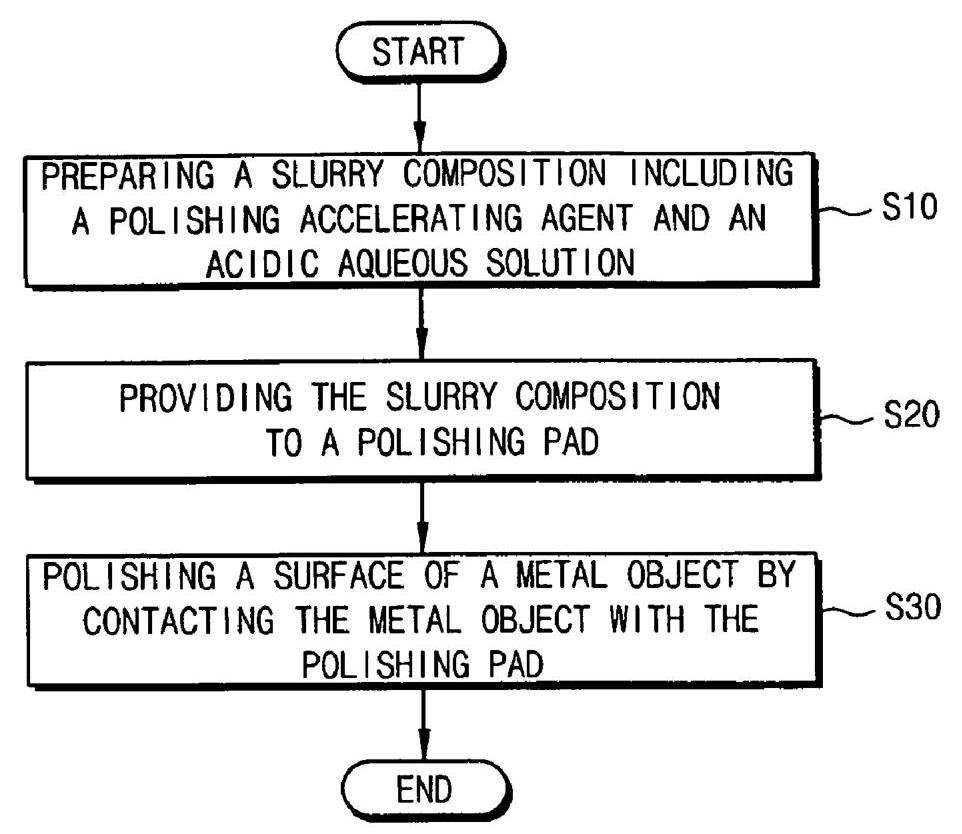 START
PREPARING A SLURRY COMPOSITION INCLUDING
A POLISHING ACCELERATING AGENT AND AN
ACIDIC AQUEOUS SOLUTION
S10
PROVIDING THE SLURRY COMPOSITION
TO A POLISHING PAD
S20
POLISHING A SURFACE OF A METAL OBJECT BY
CONTACTING THE METAL OBJECT WITH THE
POLISHING PAD
S30
END